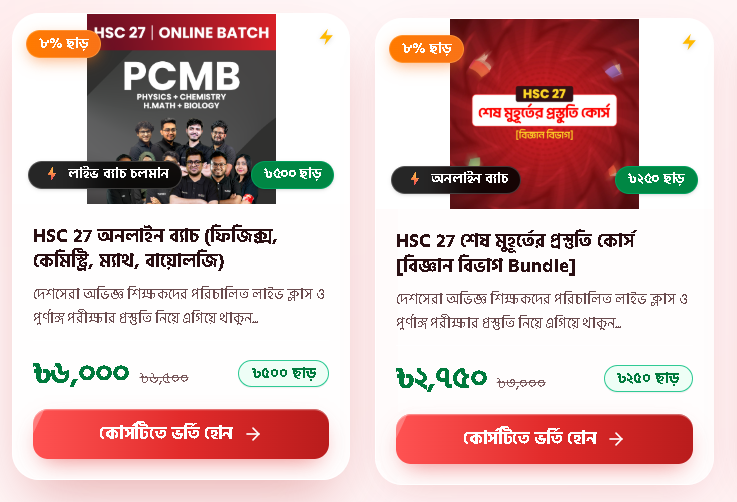 ৮% ছাড়
HSC 27 | ONLINE BATCH
PCMB
PHYSICS + CHEMISTRY
H.MATH + BIOLOGY
লাইভ ব্যাচ চলমান
৳৫০০ ছাড়
HSC 27 অনলাইন ব্যাচ (ফিজিক্স,
কেমিস্ট্রি, ম্যাথ, বায়োলজি)
দেশসেরা অভিজ্ঞ শিক্ষকদের পরিচালিত লাইভ ক্লাস ও
পূর্ণাঙ্গ পরীক্ষার প্রস্তুতি নিয়ে এগিয়ে থাকুন...
৳৬,০০০ ৳৬,৫০০ ৳৫০০ ছাড়
কোর্সটিতে ভর্তি হোন →
৮% ছাড়
HSC 27
শেষ মুহূর্তের প্রস্তুতি কোর্স
[বিজ্ঞান বিভাগ]
অনলাইন ব্যাচ
৳২৫০ ছাড়
HSC 27 শেষ মুহূর্তের প্রস্তুতি কোর্স
[বিজ্ঞান বিভাগ Bundle]
দেশসেরা অভিজ্ঞ শিক্ষকদের পরিচালিত লাইভ ক্লাস ও
পূর্ণাঙ্গ পরীক্ষার প্রস্তুতি নিয়ে এগিয়ে থাকুন...
৳২,৭৫০ ৳৩,০০০ ৳২৫০ ছাড়
কোর্সটিতে ভর্তি হোন →